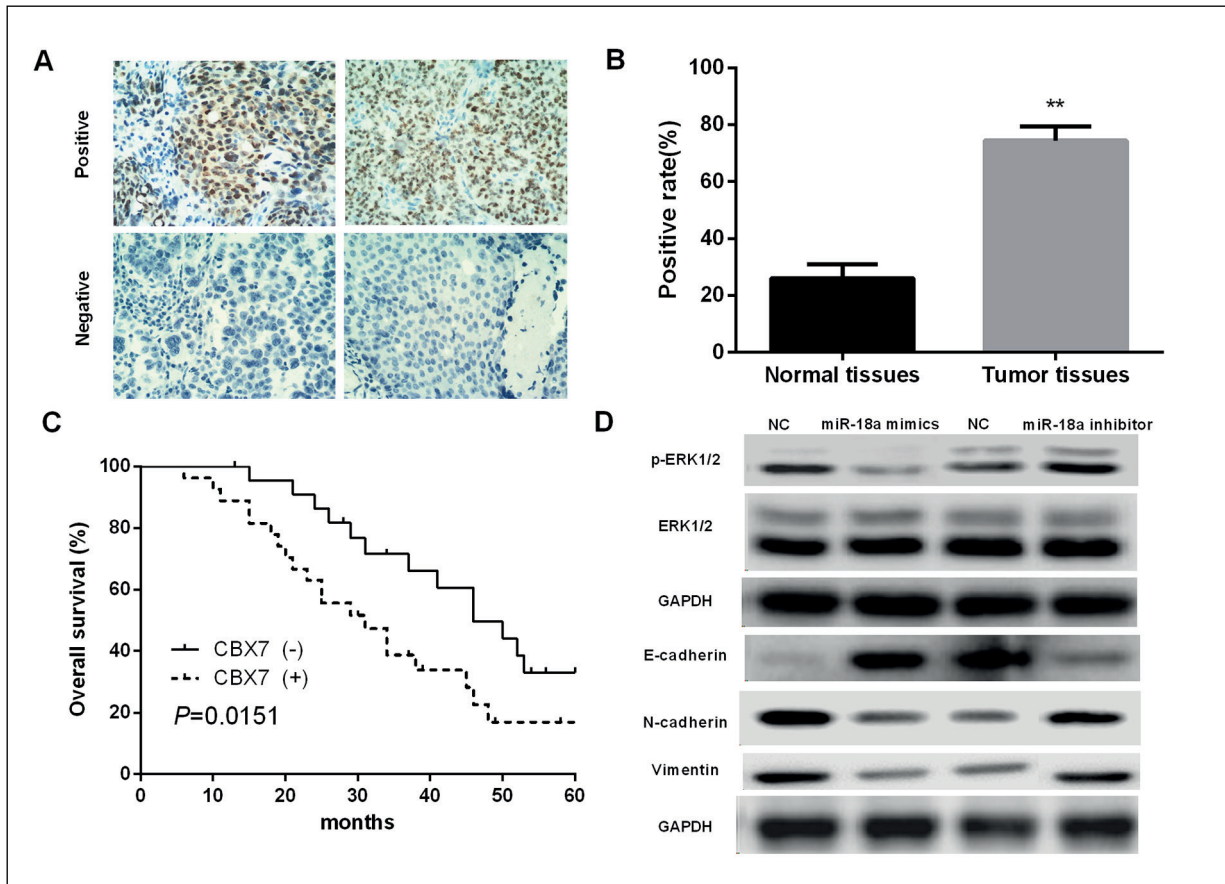 A
Positive
Negative
B
Positive rate(%)
100
80
60
40
20
0
**
Normal tissues
Tumor tissues
C
Overall survival (%)
100
80
60
40
20
0
CBX7 (-)
CBX7 (+)
P=0.0151
0 10 20 30 40 50 60
months
D
NC miR-18a mimics NC miR-18a inhibitor
p-ERK1/2
ERK1/2
GAPDH
E-cadherin
N-cadherin
Vimentin
GAPDH